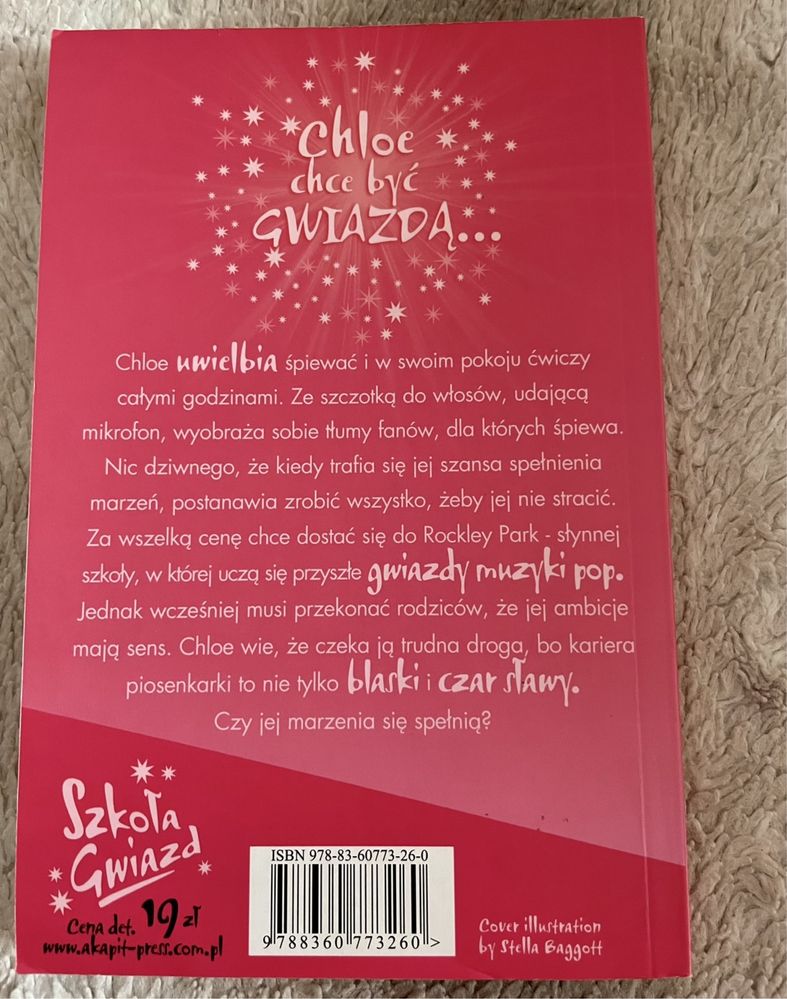 Chloe
chce być
GWIAZDĄ...
Chloe uwielbia śpiewać i w swoim pokoju ćwiczy
całymi godzinami. Ze szczotką do włosów, udającą
mikrofon, wyobraża sobie tłumy fanów, dla których śpiewa.
Nic dziwnego, że kiedy trafia się jej szansa spełnienia
marzeń, postanawia zrobić wszystko, żeby jej nie stracić.
Za wszelką cenę chce dostać się do Rockley Park - słynnej
szkoły, w której uczą się przyszłe gwiazdy muzyki pop.
Jednak wcześniej musi przekonać rodziców, że jej ambicje
mają sens. Chloe wie, że czeka ją trudna droga, bo kariera
piosenkarki to nie tylko blaski i czar sławy.
Czy jej marzenia się spełnią?
Szkoła
Gwiazd
Cena det. 19 zł
www.akapit-press.com.pl
ISBN 978-83-60773-26-0
9 788360 773260 >
Cover illustration
by Stella Baggott